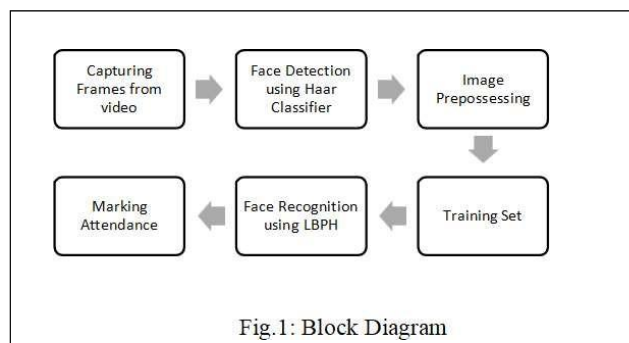 Capturing
Frames from
video
Face Detection
using Haar
Classifier
Image
Prepossessing
Training Set
Face Recognition
using LBPH
Marking
Attendance
Fig.1: Block Diagram